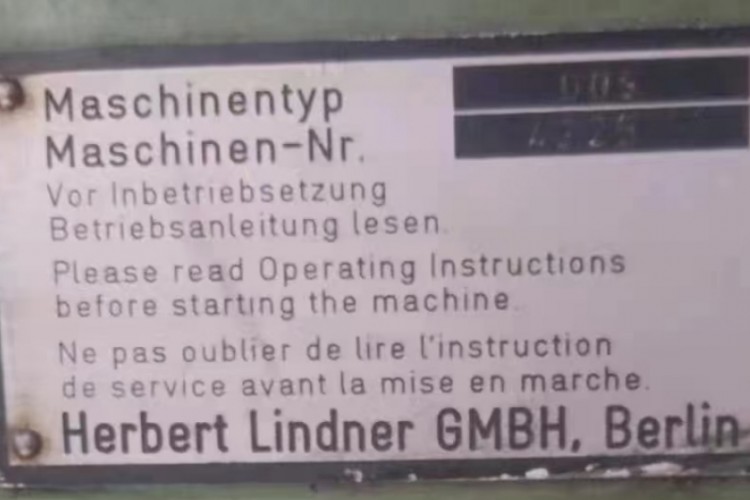 Maschinentyp
Maschinen-Nr.
Vor Inbetriebsetzung
Betriebsanleitung lesen.
Please read Operating Instructions
before starting the machine.
Ne pas oublier de lire l'instruction
de service avant la mise en marche.
Herbert Lindner GMBH, Berlin